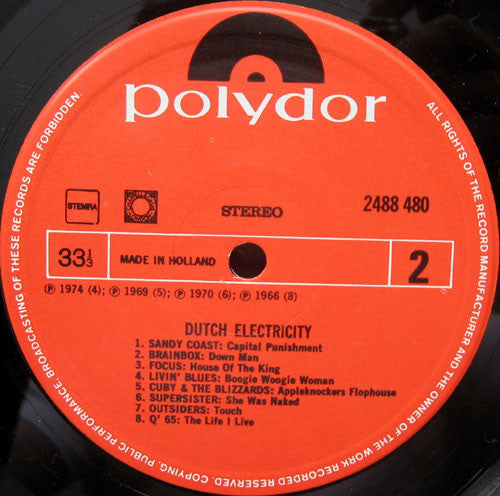 polydor
STEMRA
STEREO
2488 480
33 1/3
MADE IN HOLLAND
2
Ⓟ 1974 (4); Ⓟ 1969 (5); Ⓟ 1970 (6); Ⓟ 1966 (8)
DUTCH ELECTRICITY
1. SANDY COAST: Capital Punishment
2. BRAINBOX: Down Man
3. FOCUS: House Of The King
4. LIVIN' BLUES: Boogie Woogie Woman
5. CUBY & THE BLIZZARDS: Appleknockers Flophouse
6. SUPERSISTER: She Was Naked
7. OUTSIDERS: Touch
8. Q' 65: The Life I Live
ALL RIGHTS OF THE RECORD MANUFACTURER AND THE OWNER OF THE WORK RECORDED RESERVED. COPYING, PUBLIC PERFORMANCE, BROADCASTING OF THESE RECORDS ARE FORBIDDEN.